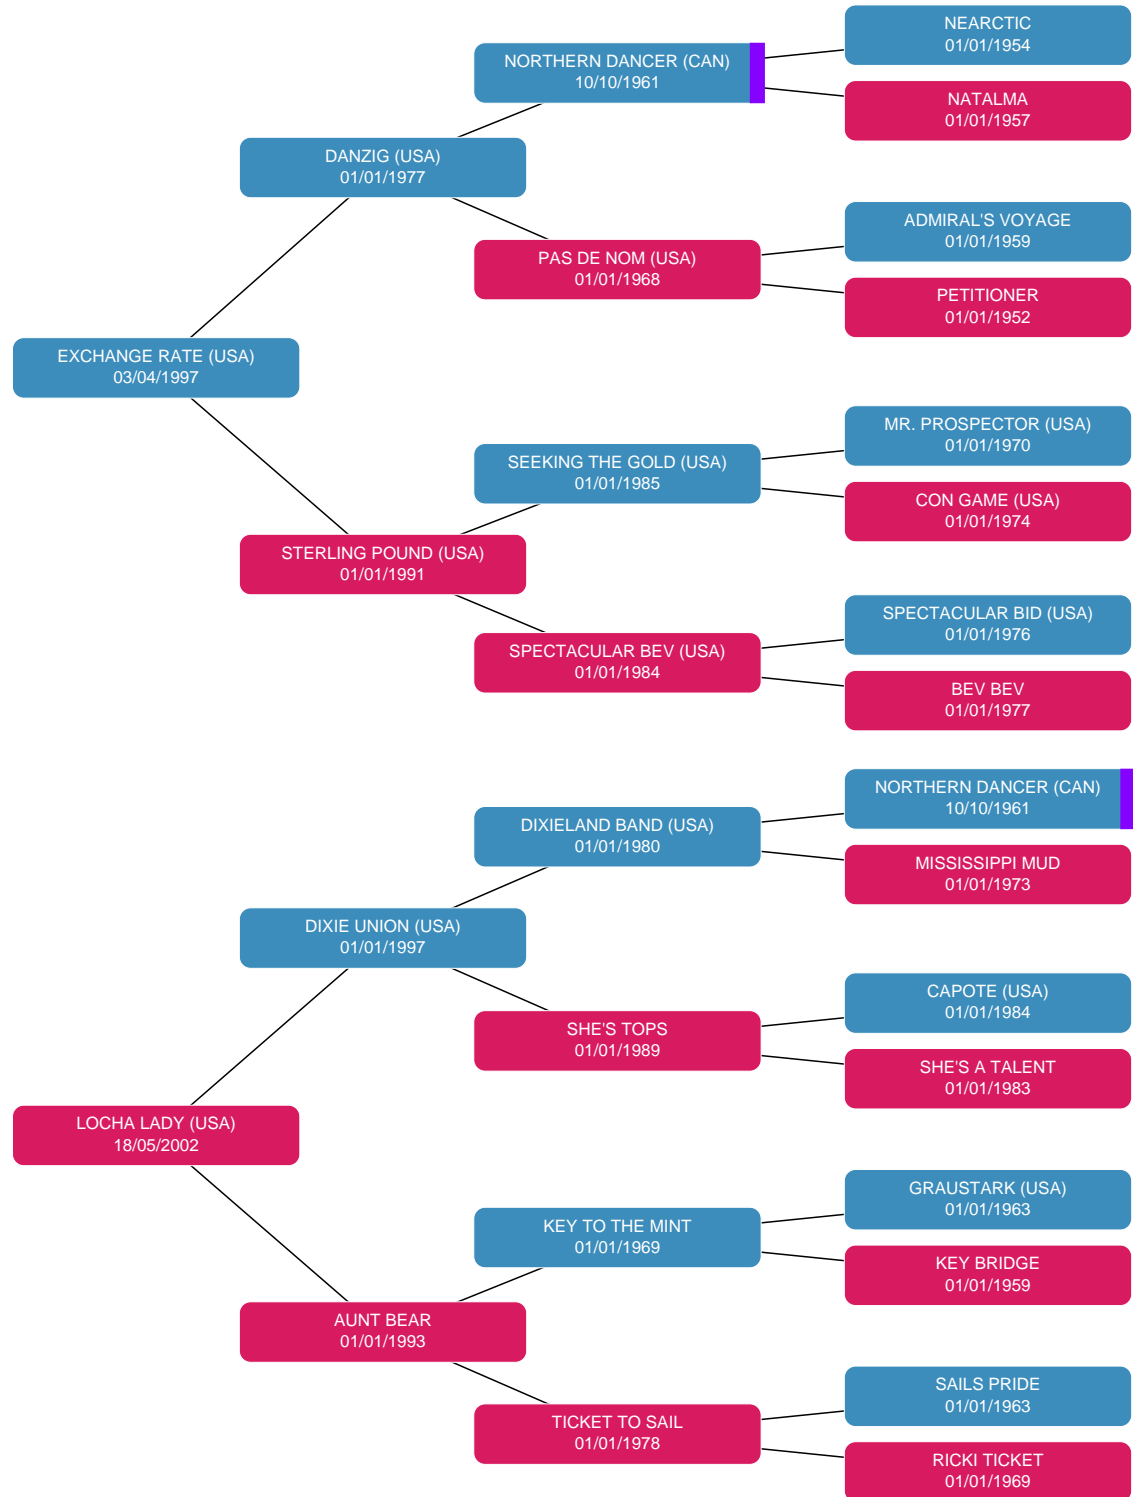 NEARCTIC
01/01/1954
NORTHERN DANCER (CAN)
10/10/1961
NATALMA
01/01/1957
DANZIG (USA)
01/01/1977
ADMIRAL'S VOYAGE
01/01/1959
PAS DE NOM (USA)
01/01/1968
PETITIONER
01/01/1952
EXCHANGE RATE (USA)
03/04/1997
MR. PROSPECTOR (USA)
01/01/1970
SEEKING THE GOLD (USA)
01/01/1985
CON GAME (USA)
01/01/1974
STERLING POUND (USA)
01/01/1991
SPECTACULAR BID (USA)
01/01/1976
SPECTACULAR BEV (USA)
01/01/1984
BEV BEV
01/01/1977
NORTHERN DANCER (CAN)
10/10/1961
DIXIELAND BAND (USA)
01/01/1980
MISSISSIPPI MUD
01/01/1973
DIXIE UNION (USA)
01/01/1997
CAPOTE (USA)
01/01/1984
SHE'S TOPS
01/01/1989
SHE'S A TALENT
01/01/1983
LOCHA LADY (USA)
18/05/2002
GRAUSTARK (USA)
01/01/1963
KEY TO THE MINT
01/01/1969
KEY BRIDGE
01/01/1959
AUNT BEAR
01/01/1993
SAILS PRIDE
01/01/1963
TICKET TO SAIL
01/01/1978
RICKI TICKET
01/01/1969